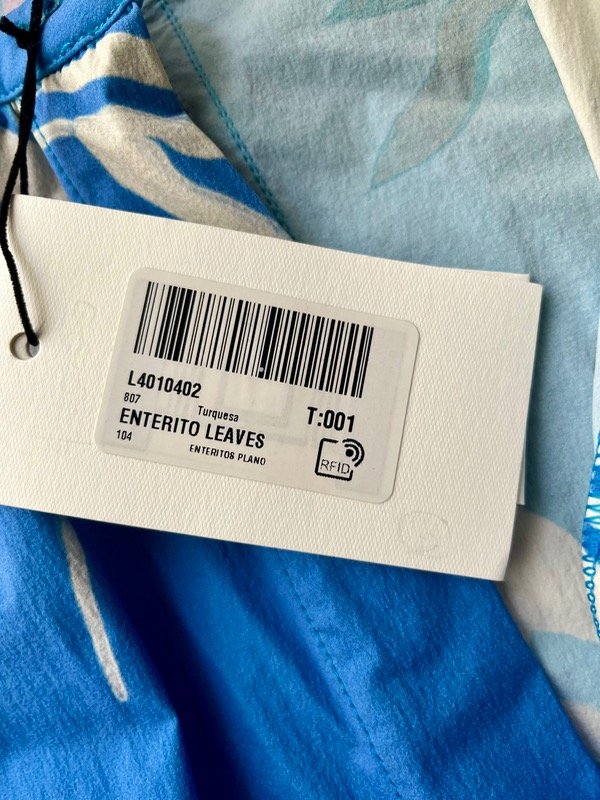 L4010402
807 Turquesa T:001
ENTERITO LEAVES
104 ENTERITOS PLANO
RFID